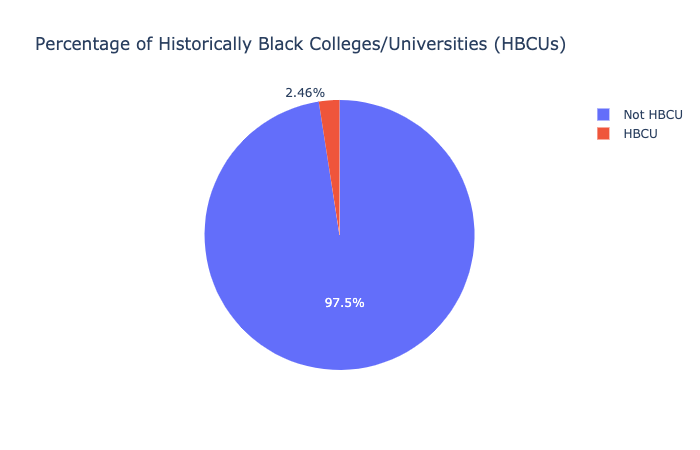 Percentage of Historically Black Colleges/Universities (HBCUs)
2.46%
Not HBCU
HBCU
97.5%